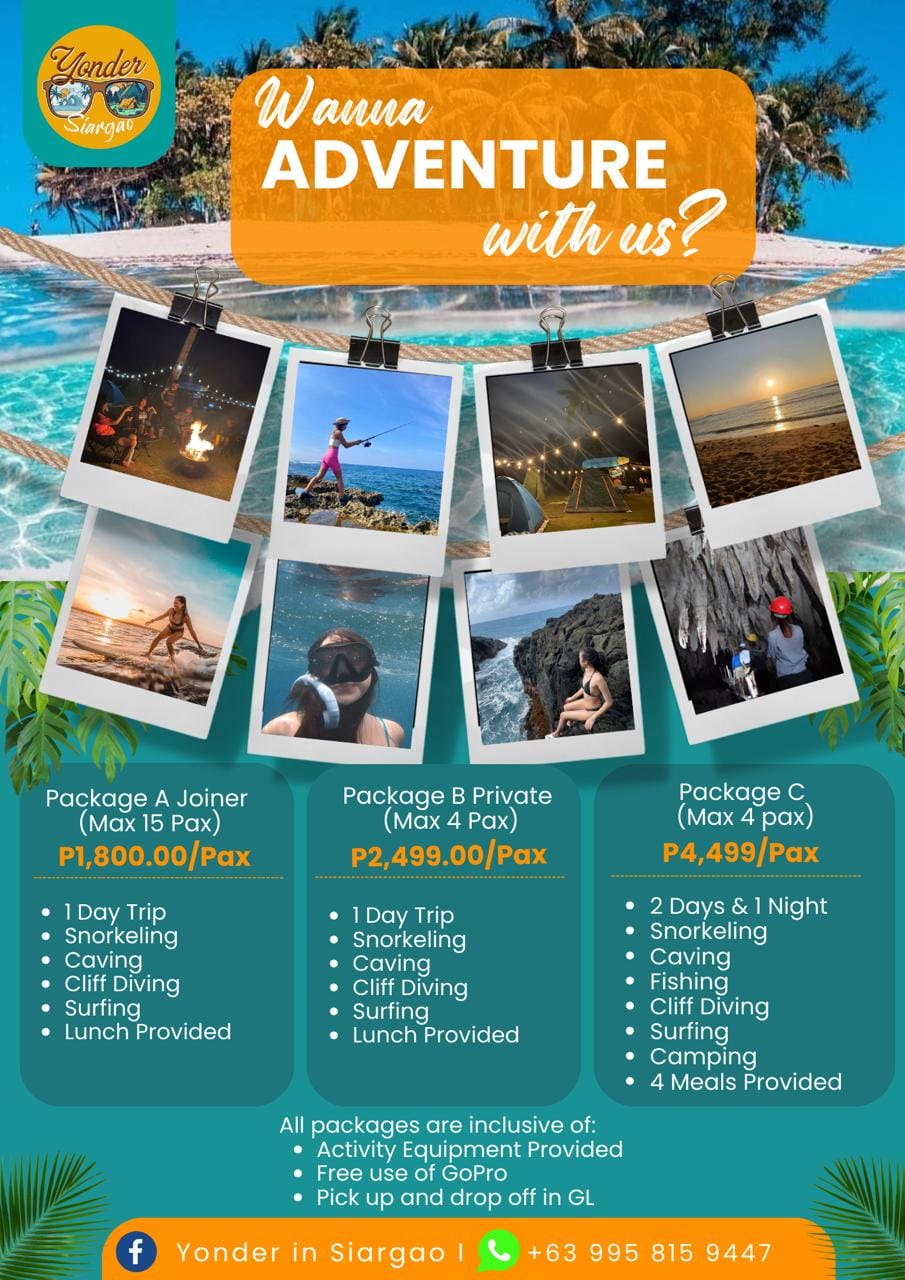 Yonder
Siargao
Wanna
ADVENTURE
with us?
Package A Joiner
(Max 15 Pax)
P1,800.00/Pax
• 1 Day Trip
• Snorkeling
• Caving
• Cliff Diving
• Surfing
• Lunch Provided
Package B Private
(Max 4 Pax)
P2,499.00/Pax
• 1 Day Trip
• Snorkeling
• Caving
• Cliff Diving
• Surfing
• Lunch Provided
Package C
(Max 4 pax)
P4,499/Pax
• 2 Days & 1 Night
• Snorkeling
• Caving
• Fishing
• Cliff Diving
• Surfing
• Camping
• 4 Meals Provided
All packages are inclusive of:
• Activity Equipment Provided
• Free use of GoPro
• Pick up and drop off in GL
Yonder in Siargao I +63 995 815 9447